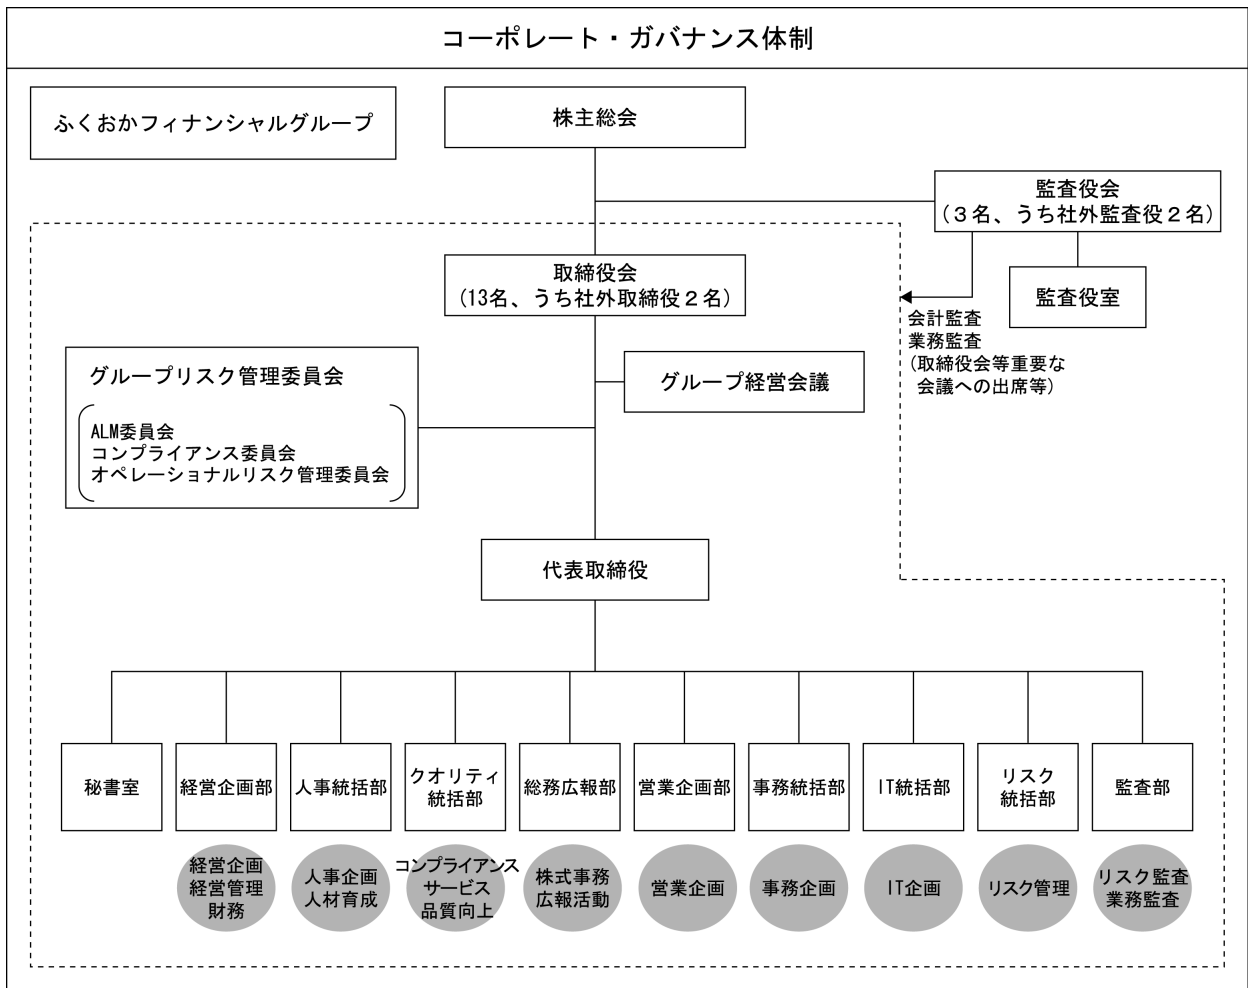 コーポレート・ガバナンス体制
ふくおかフィナンシャルグループ
株主総会
監査役会
(３名、うち社外監査役２名)
取締役会
(13名、うち社外取締役２名)
監査役室
会計監査
業務監査
(取締役会等重要な
会議への出席等)
グループリスク管理委員会
ALM委員会
コンプライアンス委員会
オペレーショナルリスク管理委員会
グループ経営会議
代表取締役
秘書室
経営企画部
人事統括部
クオリティ
統括部
総務広報部
営業企画部
事務統括部
IT統括部
リスク
統括部
監査部
経営企画
経営管理
財務
人事企画
人材育成
コンプライアンス
サービス
品質向上
株式事務
広報活動
営業企画
事務企画
IT企画
リスク管理
リスク監査
業務監査